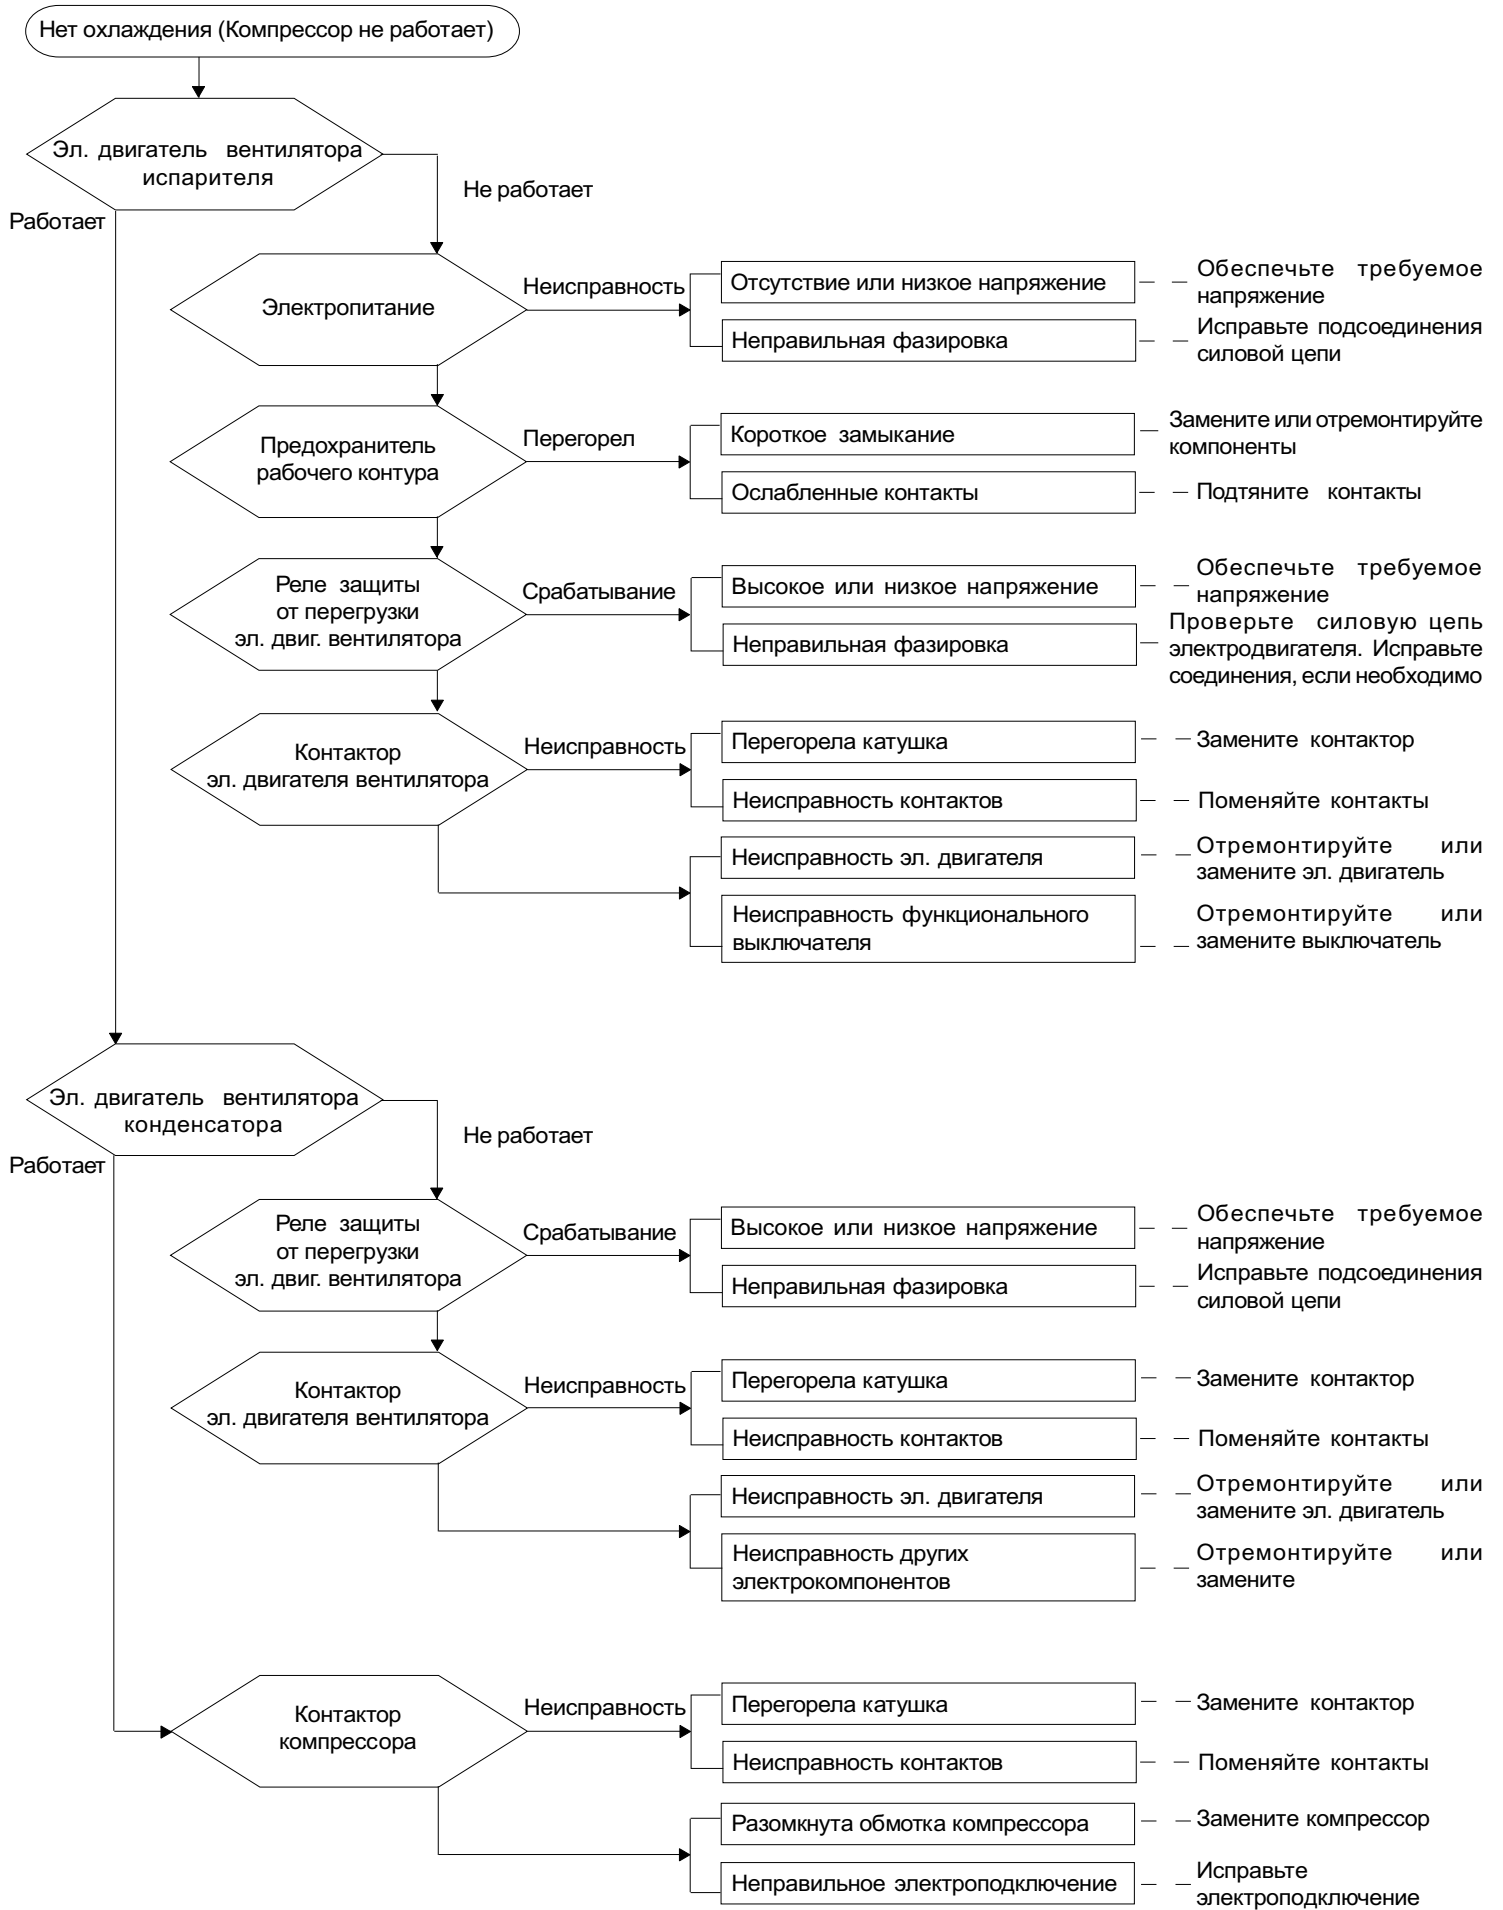 Нет охлаждения (Компрессор не работает)
Эл. двигатель вентилятора
испарителя
Не работает
Работает
Электропитание
Неисправность
Отсутствие или низкое напряжение
Обеспечьте требуемое
напряжение
Неправильная фазировка
Исправьте подсоединения
силовой цепи
Предохранитель
рабочего контура
Перегорел
Короткое замыкание
Замените или отремонтируйте
компоненты
Ослабленные контакты
Подтяните контакты
Реле защиты
от перегрузки
эл. двиг. вентилятора
Срабатывание
Высокое или низкое напряжение
Обеспечьте требуемое
напряжение
Неправильная фазировка
Проверьте силовую цепь
электродвигателя. Исправьте
соединения, если необходимо
Контактор
эл. двигателя вентилятора
Неисправность
Перегорела катушка
Замените контактор
Неисправность контактов
Поменяйте контакты
Неисправность эл. двигателя
Отремонтируйте или
замените эл. двигатель
Неисправность функционального
выключателя
Отремонтируйте или
замените выключатель
Эл. двигатель вентилятора
конденсатора
Не работает
Работает
Реле защиты
от перегрузки
эл. двиг. вентилятора
Срабатывание
Высокое или низкое напряжение
Обеспечьте требуемое
напряжение
Неправильная фазировка
Исправьте подсоединения
силовой цепи
Контактор
эл. двигателя вентилятора
Неисправность
Перегорела катушка
Замените контактор
Неисправность контактов
Поменяйте контакты
Неисправность эл. двигателя
Отремонтируйте или
замените эл. двигатель
Неисправность других
электрокомпонентов
Отремонтируйте или
замените
Контактор
компрессора
Неисправность
Перегорела катушка
Замените контактор
Неисправность контактов
Поменяйте контакты
Разомкнута обмотка компрессора
Замените компрессор
Неправильное электроподключение
Исправьте
электроподключение